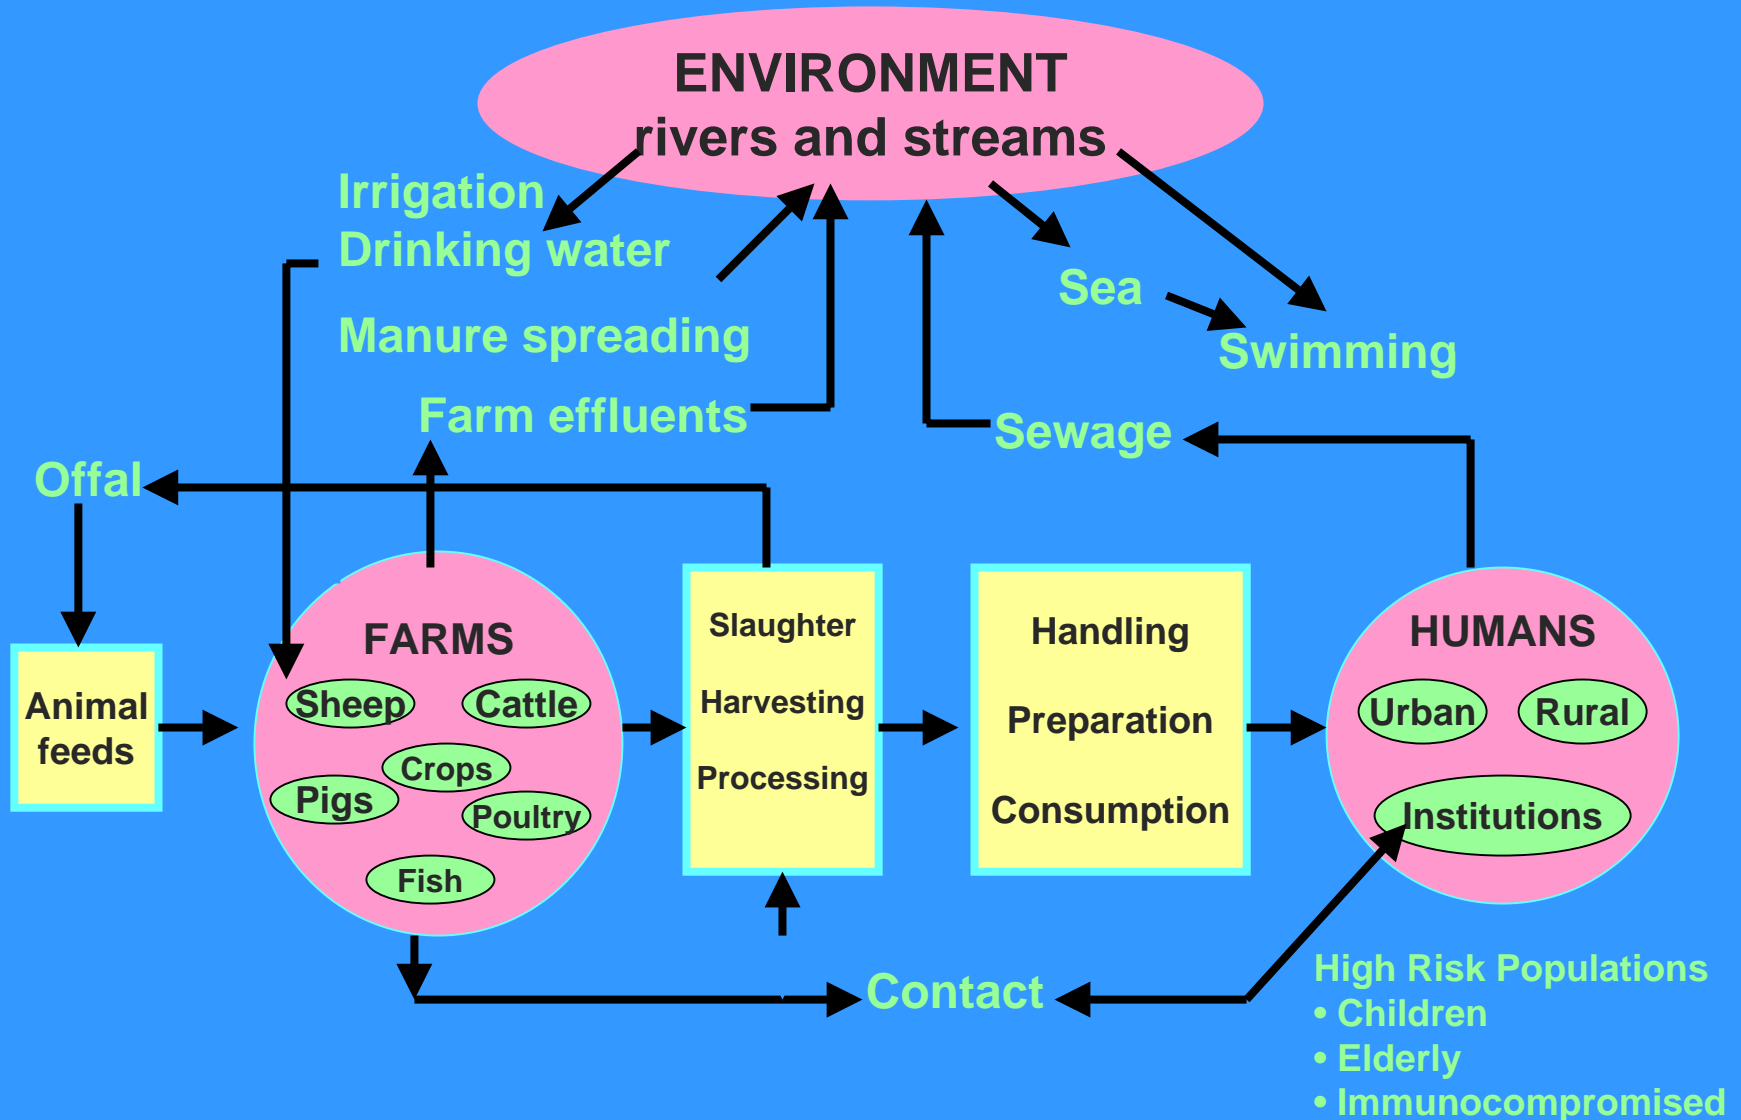 ENVIRONMENT
rivers and streams
Irrigation
Drinking water
Manure spreading
Farm effluents
Sea
Swimming
Sewage
Offal
Animal
feeds
FARMS
Sheep
Cattle
Crops
Pigs
Poultry
Fish
Slaughter
Harvesting
Processing
Handling
Preparation
Consumption
HUMANS
Urban
Rural
Institutions
Contact
High Risk Populations
• Children
• Elderly
• Immunocompromised